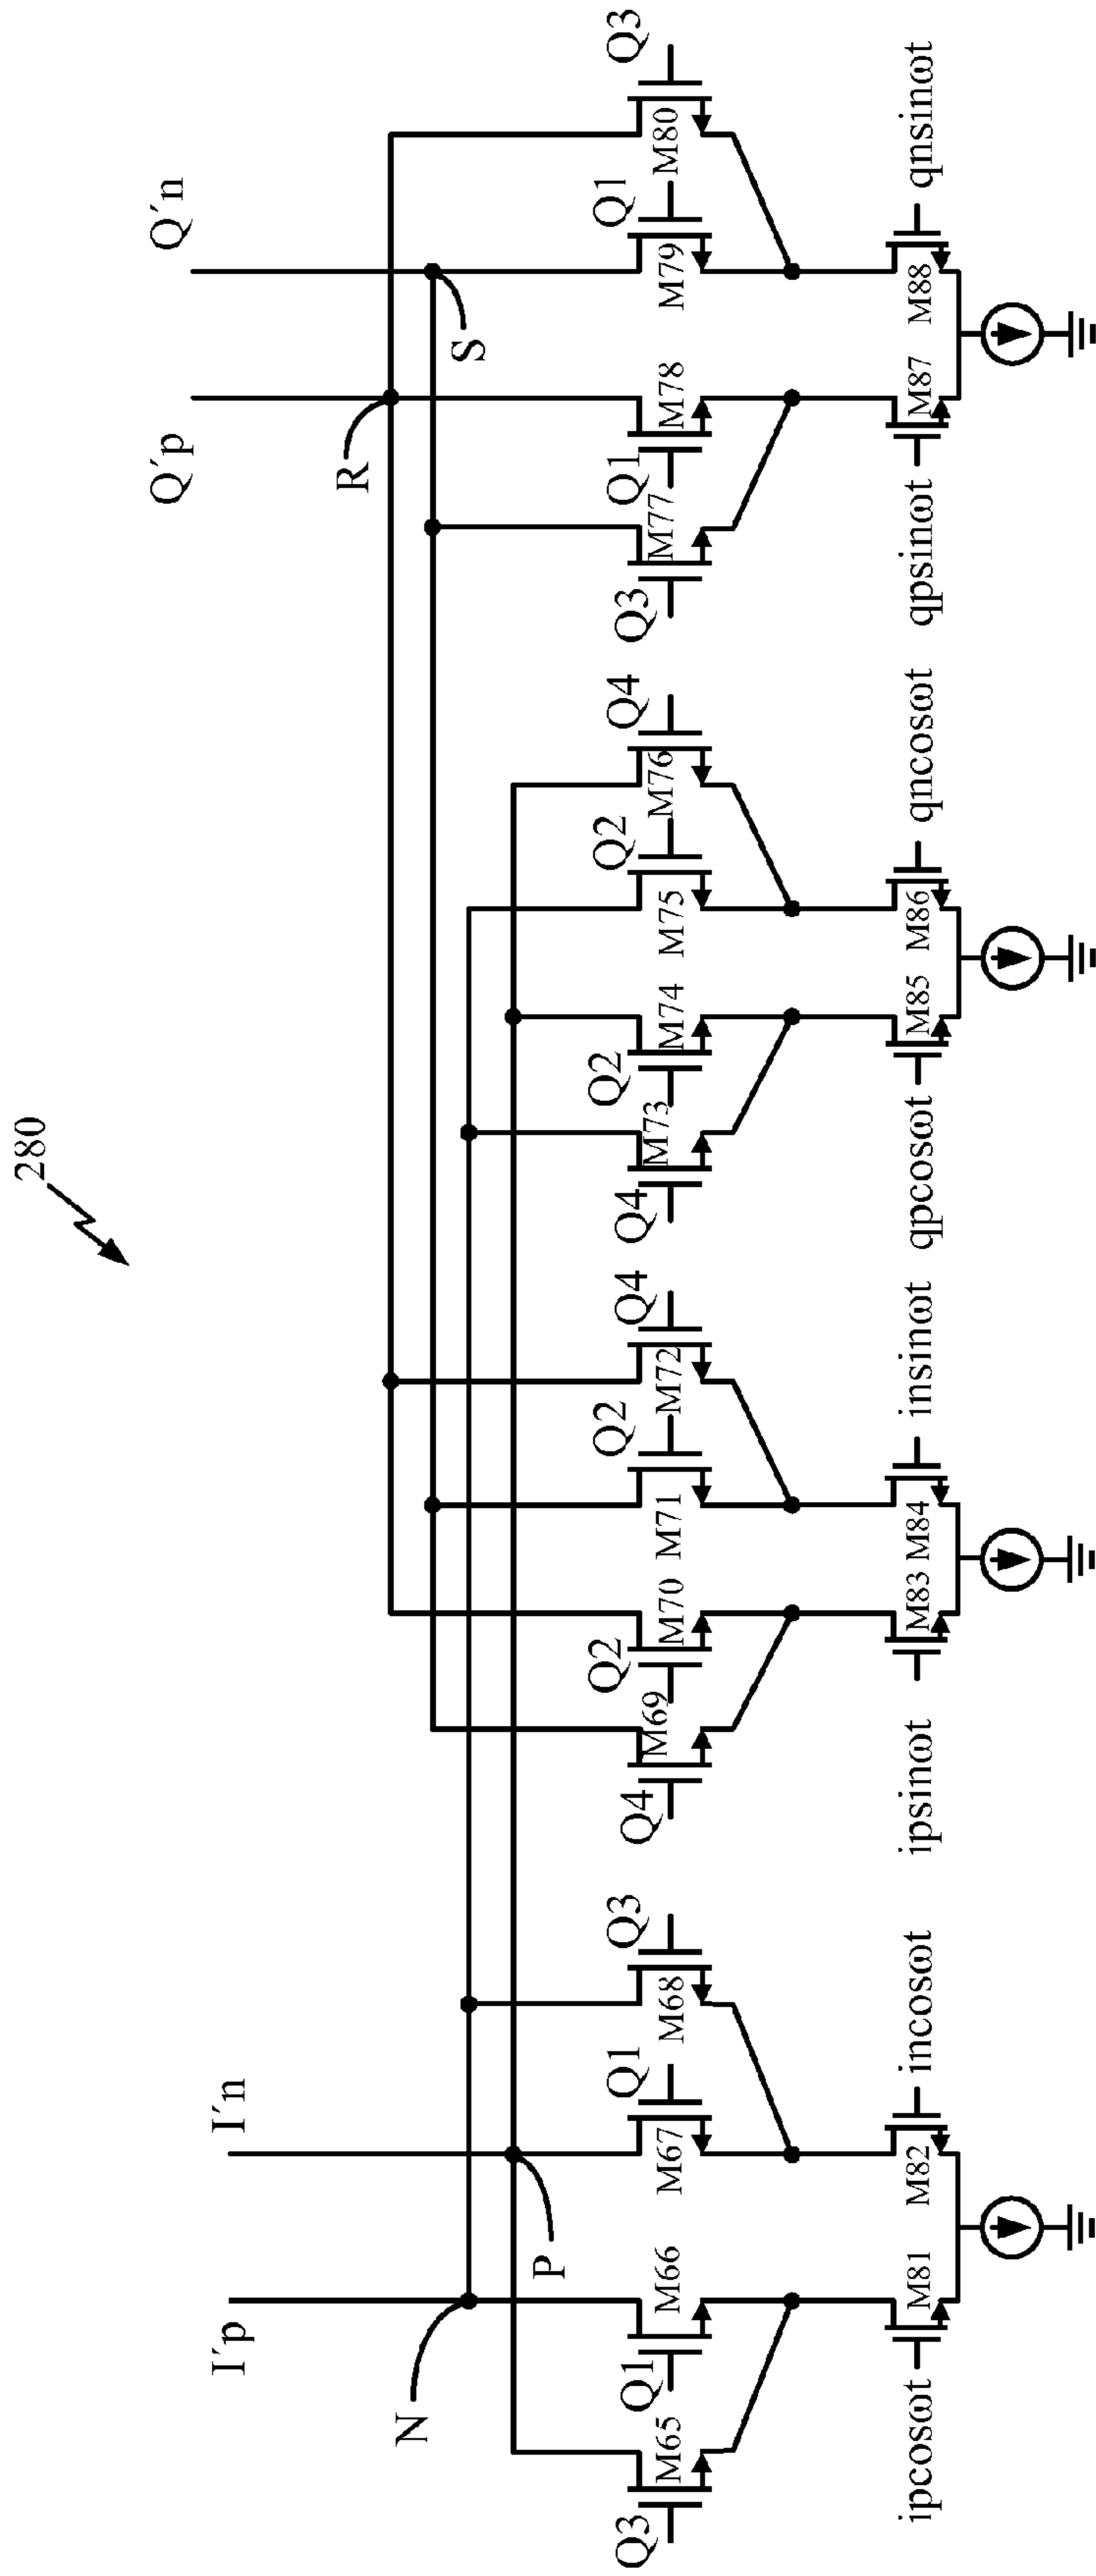 280
I´p
I´n
Q´p
Q´n
N
P
R
S
Q3
M65
Q1
M66
M67
Q1
M68
Q3
Q4
M69
Q2
M70
M71
Q2
M72
Q4
Q4
M73
Q2
M74
M75
Q2
M76
Q4
Q3
M77
Q1
M78
M79
Q1
M80
Q3
ipcosωt
M81
M82
incosωt
ipsinωt
M83
M84
insinωt
qpcosωt
M85
M86
qncosωt
qpsinωt
M87
M88
qnsinωt